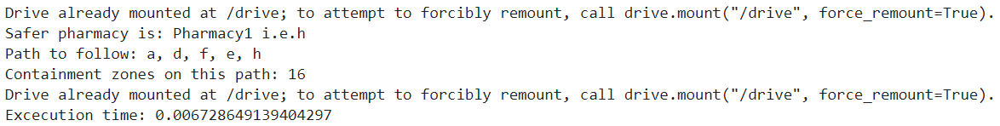 Drive already mounted at /drive; to attempt to forcibly remount, call drive.mount("/drive", force_remount=True).
Safer pharmacy is: Pharmacy1 i.e.h
Path to follow: a, d, f, e, h
Containment zones on this path: 16
Drive already mounted at /drive; to attempt to forcibly remount, call drive.mount("/drive", force_remount=True).
Excecution time: 0.006728649139404297